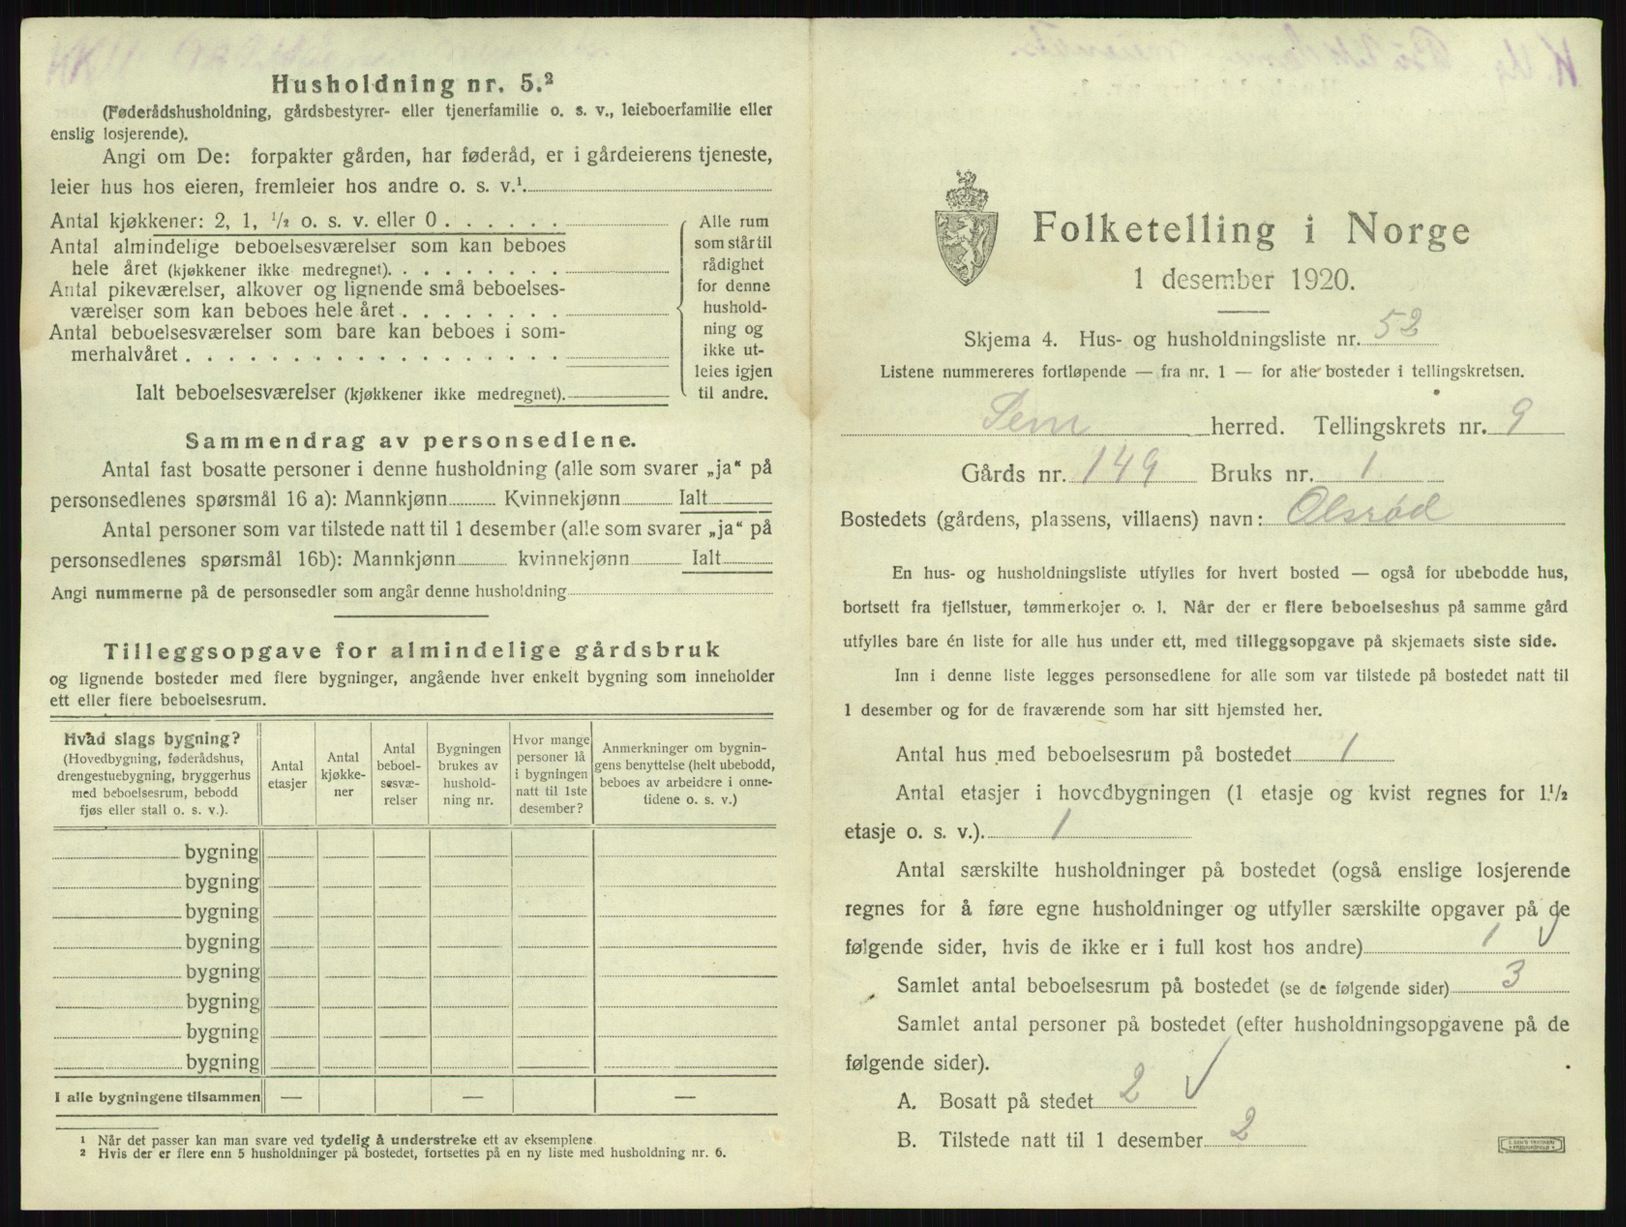 Husholdning nr. 5.²
(Føderådshusholdning, gårdsbestyrer- eller tjenerfamilie o. s. v., leieboerfamilie eller
enslig losjerende).
Angi om De: forpakter gården, har føderåd, er i gårdeierens tjeneste,
leier hus hos eieren, fremleier hos andre o. s. v.¹
Antal kjøkkener: 2, 1, ½ o. s. v. eller 0
Antal almindelige beboelsesværelser som kan beboes
hele året (kjøkkener ikke medregnet).
Antal pikeværelser, alkover og lignende små beboelses-
værelser som kan beboes hele året
Antal beboelsesværelser som bare kan beboes i som-
merhalvåret
Ialt beboelsesværelser (kjøkkener ikke medregnet).
Alle rum
som står til
rådighet
for denne
hushold-
ning og
ikke ut-
leies igjen
til andre.
Sammendrag av personsedlene.
Antal fast bosatte personer i denne husholdning (alle som svarer „ja“ på
personsedlenes spørsmål 16 a): Mannkjønn Kvinnekjønn Ialt
Antal personer som var tilstede natt til 1 desember (alle som svarer „ja“ på
personsedlenes spørsmål 16b): Mannkjønn kvinnekjønn Ialt
Angi nummerne på de personsedler som angår denne husholdning
Tilleggsopgave for almindelige gårdsbruk
og lignende bosteder med flere bygninger, angående hver enkelt bygning som inneholder
ett eller flere beboelsesrum.
Hvad slags bygning?
(Hovedbygning, føderådshus,
drengestuebygning, bryggerhus
med beboelsesrum, bebodd
fjøs eller stall o. s. v.).
Antal
etasjer
Antal
kjøkke-
ner
Antal
beboel-
sesvæ-
relser
Bygningen
brukes av
hushold-
ning nr.
Hvor mange
personer lå
i bygningen
natt til 1ste
desember?
Anmerkninger om bygnin-
gens benyttelse (helt ubebodd,
beboes av arbeidere i onne-
tidene o. s. v.)
bygning
bygning
bygning
bygning
bygning
bygning
bygning
bygning
I alle bygningene tilsammen — — —
¹ Når det passer kan man svare ved tydelig å understreke ett av eksemplene
² Hvis der er flere enn 5 husholdninger på bostedet, fortsettes på en ny liste med husholdning nr. 6.
Folketelling i Norge
1 desember 1920.
Skjema 4. Hus- og husholdningsliste nr. 52
Listene nummereres fortløpende — fra nr. 1 — for alle bosteder i tellingskretsen.
Sem herred. Tellingskrets nr. 9
Gårds nr. 149 Bruks nr. 1
Bostedets (gårdens, plassens, villaens) navn: Olsrød
En hus- og husholdningsliste utfylles for hvert bosted — også for ubebodde hus,
bortsett fra fjellstuer, tømmerkojer o. l. Når der er flere beboelseshus på samme gård
utfylles bare én liste for alle hus under ett, med tilleggsopgave på skjemaets siste side.
Inn i denne liste legges personsedlene for alle som var tilstede på bostedet natt til
1 desember og for de fraværende som har sitt hjemsted her.
Antal hus med beboelsesrum på bostedet 1
Antal etasjer i hovedbygningen (1 etasje og kvist regnes for 1½
etasje o. s. v.). 1
Antal særskilte husholdninger på bostedet (også enslige losjerende
regnes for å føre egne husholdninger og utfyller særskilte opgaver på de
følgende sider, hvis de ikke er i full kost hos andre) 1
Samlet antal beboelsesrum på bostedet (se de følgende sider) 3
Samlet antal personer på bostedet (efter husholdningsopgavene på de
følgende sider).
A. Bosatt på stedet 2
B. Tilstede natt til 1 desember 2